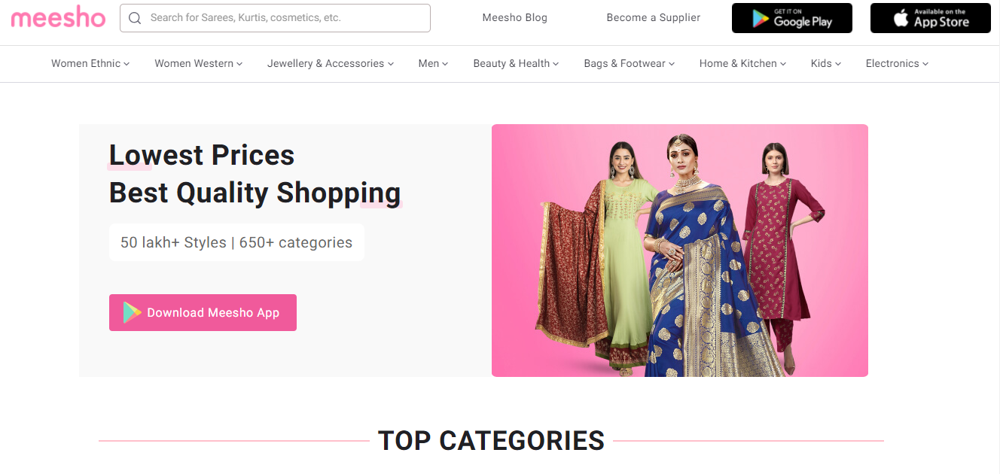 meesho
Search for Sarees, Kurtis, cosmetics, etc.
Meesho Blog
Become a Supplier
GET IT ON
Google Play
Available on the
App Store
Women Ethnic
Women Western
Jewellery & Accessories
Men
Beauty & Health
Bags & Footwear
Home & Kitchen
Kids
Electronics
Lowest Prices
Best Quality Shopping
50 lakh+ Styles | 650+ categories
Download Meesho App
TOP CATEGORIES